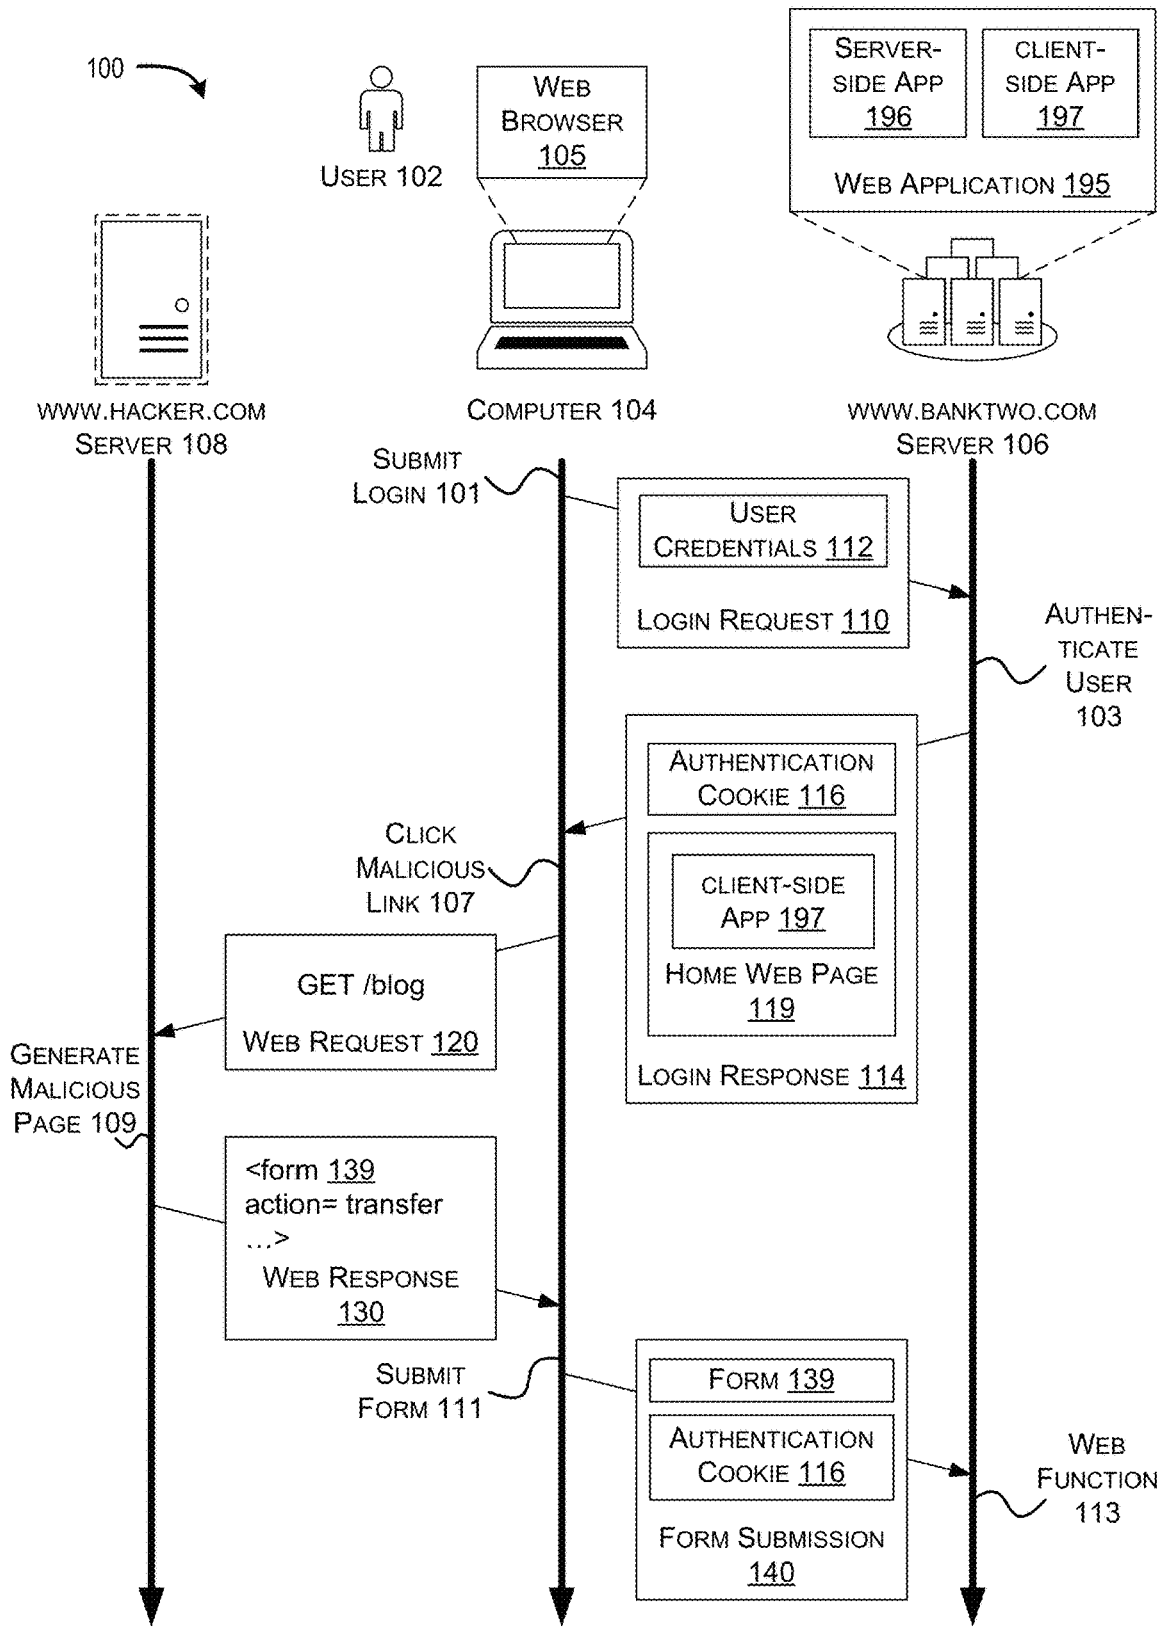 100
USER 102
WEB
BROWSER
105
SERVER-
SIDE APP
196
CLIENT-
SIDE APP
197
WEB APPLICATION 195
WWW.HACKER.COM
SERVER 108
COMPUTER 104
WWW.BANKTWO.COM
SERVER 106
SUBMIT
LOGIN 101
USER
CREDENTIALS 112
LOGIN REQUEST 110
AUTHEN-
TICATE
USER
103
AUTHENTICATION
COOKIE 116
CLIENT-SIDE
APP 197
HOME WEB PAGE
119
LOGIN RESPONSE 114
CLICK
MALICIOUS
LINK 107
GET /blog
WEB REQUEST 120
GENERATE
MALICIOUS
PAGE 109
<form 139
action= transfer
...>
WEB RESPONSE
130
SUBMIT
FORM 111
FORM 139
AUTHENTICATION
COOKIE 116
FORM SUBMISSION
140
WEB
FUNCTION
113